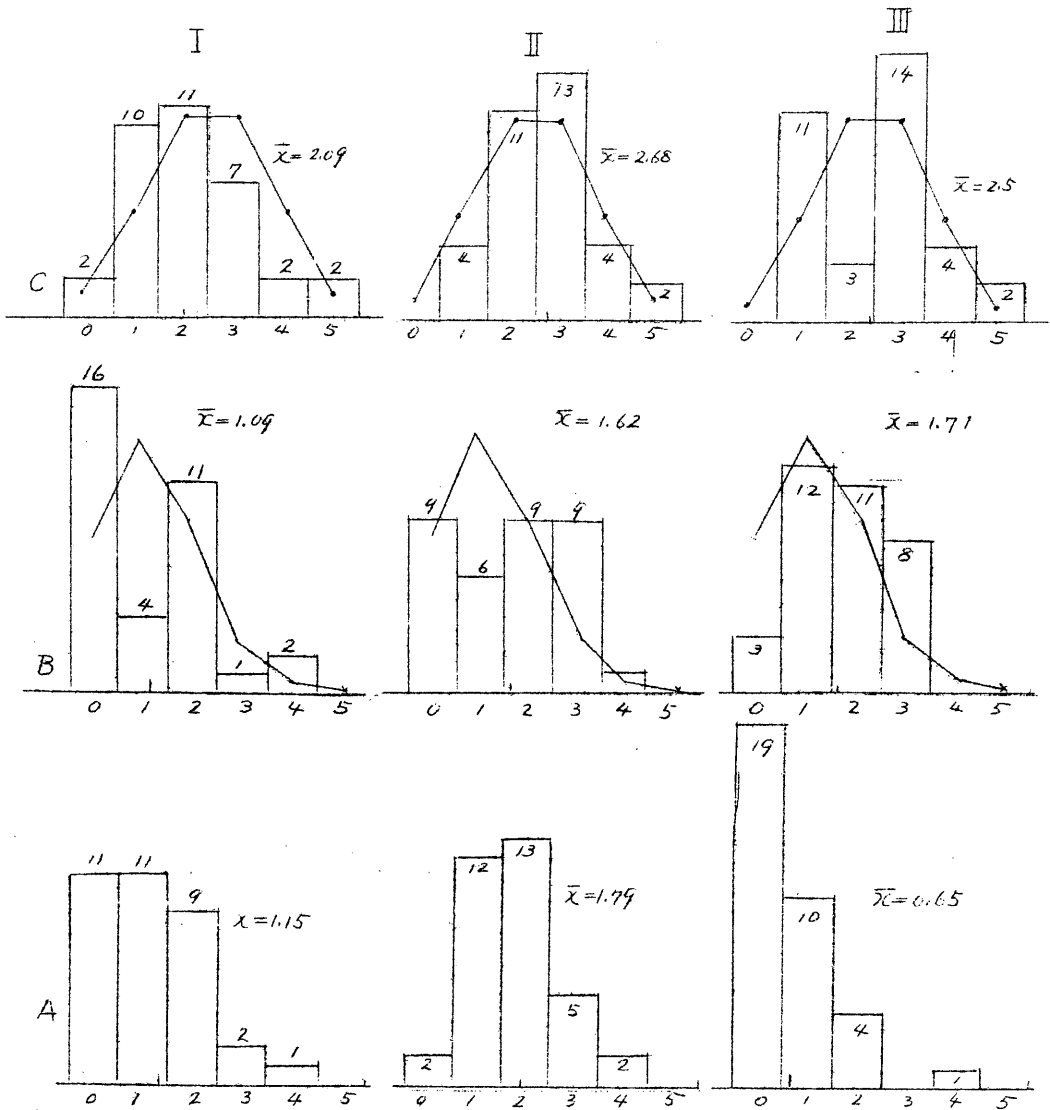 I II III
11 13 14
10 11 11
7
x̄=2.09 x̄=2.68 x̄=2.5
2 2 2 4 4 2 3 4 2
C
0 1 2 3 4 5 0 1 2 3 4 5 0 1 2 3 4 5
16
x̄=1.09 x̄=1.62 x̄=1.71
11 9 9 9 12 11
4 6 8
1 2 3
B
0 1 2 3 4 5 0 1 2 3 4 5 0 1 2 3 4 5
19
11 11 9 12 13 10
x=1.15 x̄=1.79 x̄=0.65
A
2 1 2 5 2 4 1
0 1 2 3 4 5 0 1 2 3 4 5 0 1 2 3 4 5